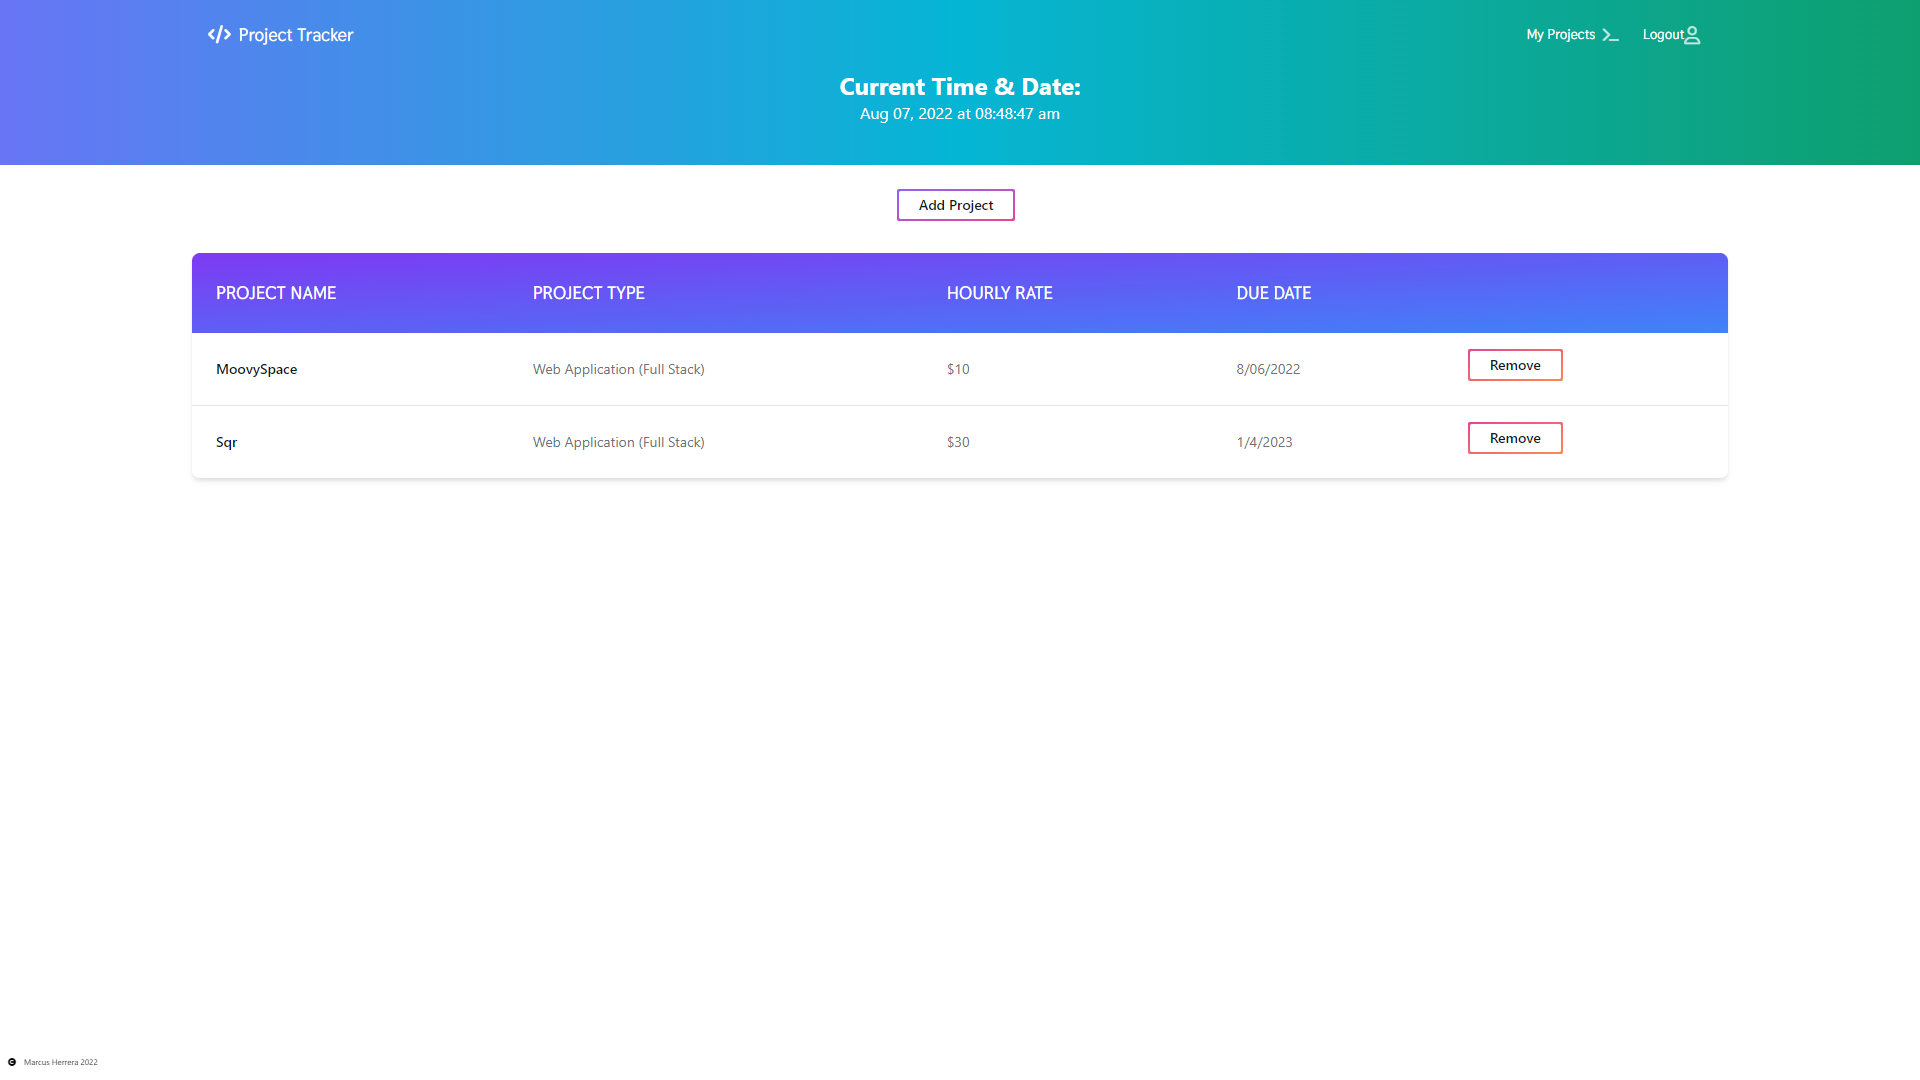 Project Tracker
My Projects
Logout
Current Time & Date:
Aug 07, 2022 at 08:48:47 am
Add Project
PROJECT NAME PROJECT TYPE HOURLY RATE DUE DATE
MoovySpace Web Application (Full Stack) $10 8/06/2022 Remove
Sqr Web Application (Full Stack) $30 1/4/2023 Remove
Marcus Herrera 2022